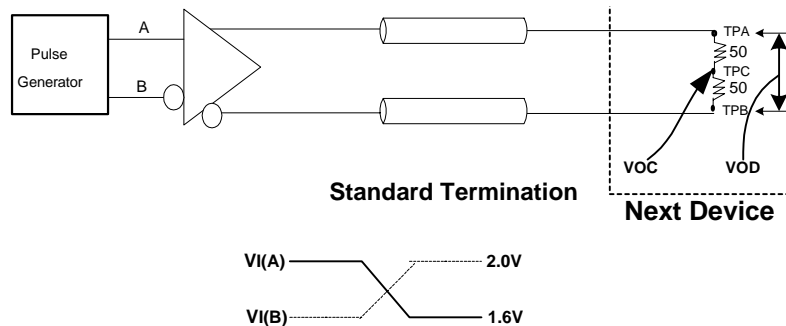 Pulse
Generator
A
B
TPA
50
TPC
50
TPB
VOC
VOD
Standard Termination
Next Device
VI(A)
2.0V
VI(B)
1.6V